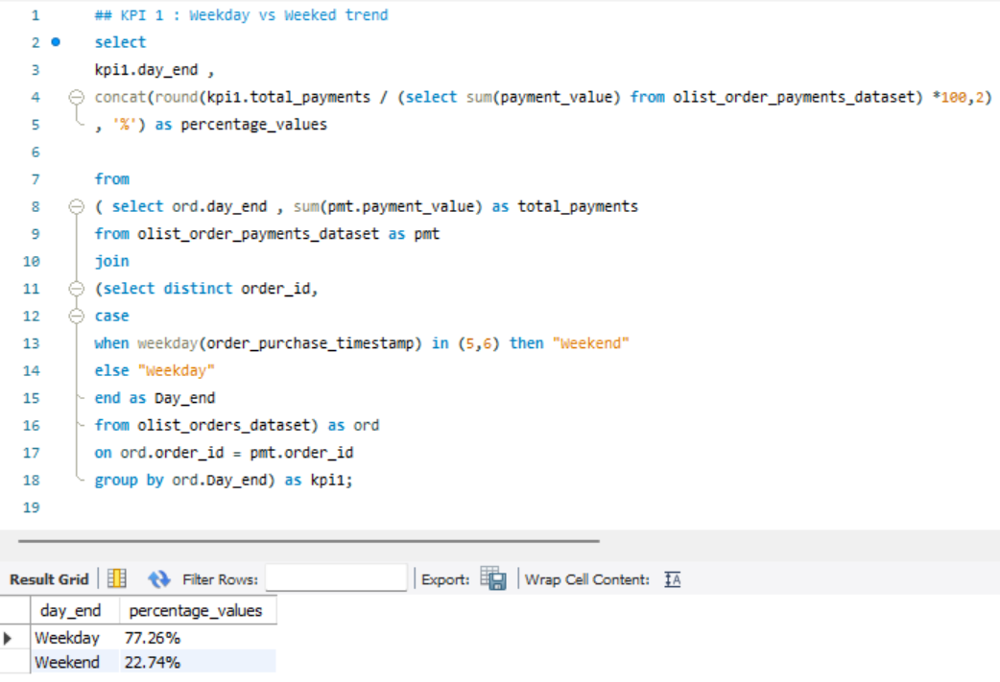 1 ## KPI 1 : Weekday vs Weeked trend
2 select
3 kpi1.day_end ,
4 concat(round(kpi1.total_payments / (select sum(payment_value) from olist_order_payments_dataset) *100,2)
5 , '%') as percentage_values
6
7 from
8 ( select ord.day_end , sum(pmt.payment_value) as total_payments
9 from olist_order_payments_dataset as pmt
10 join
11 (select distinct order_id,
12 case
13 when weekday(order_purchase_timestamp) in (5,6) then "Weekend"
14 else "Weekday"
15 end as Day_end
16 from olist_orders_dataset) as ord
17 on ord.order_id = pmt.order_id
18 group by ord.Day_end) as kpi1;
19
Result Grid Filter Rows: Export: Wrap Cell Content:
day_end percentage_values
Weekday 77.26%
Weekend 22.74%